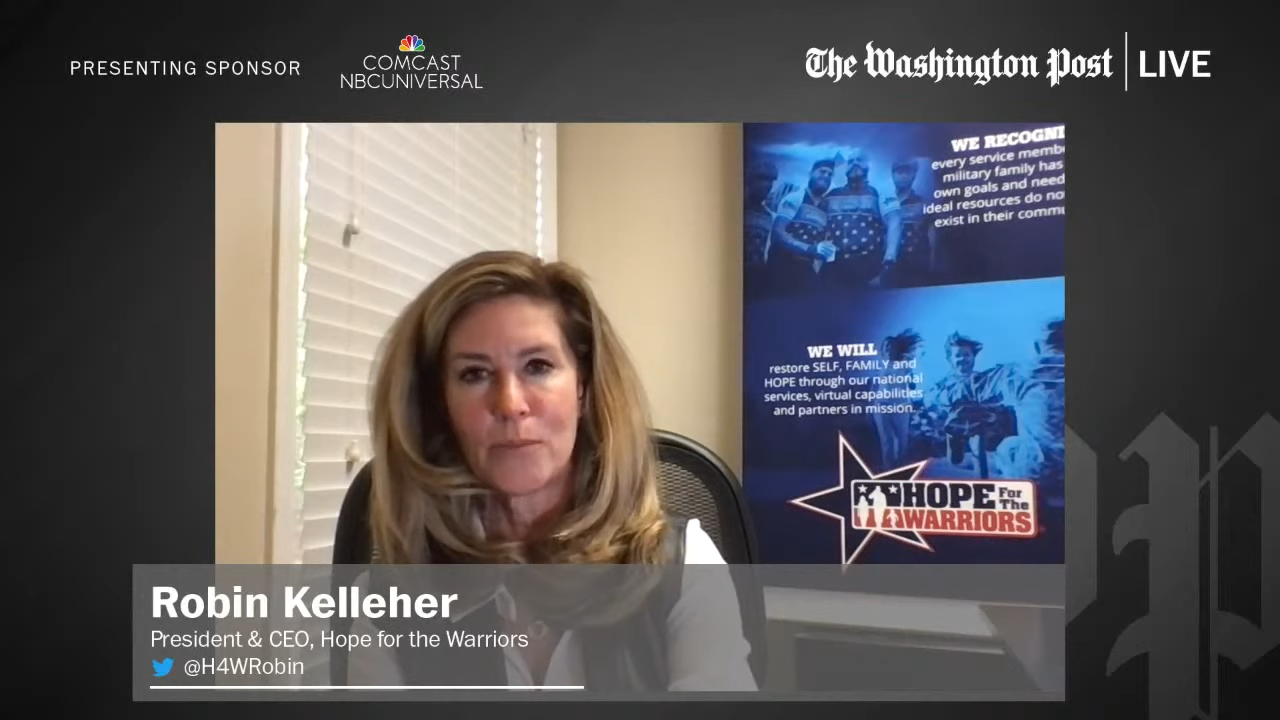 PRESENTING SPONSOR
COMCAST
NBCUNIVERSAL
The Washington Post LIVE
WE RECOGNI
every service memb
military family has
own goals and need
ideal resources do no
exist in their commu
WE WILL
restore SELF, FAMILY and
HOPE through our national
services, virtual capabilities
and partners in mission.
HOPE For The
WARRIORS
Robin Kelleher
President & CEO, Hope for the Warriors
@H4WRobin